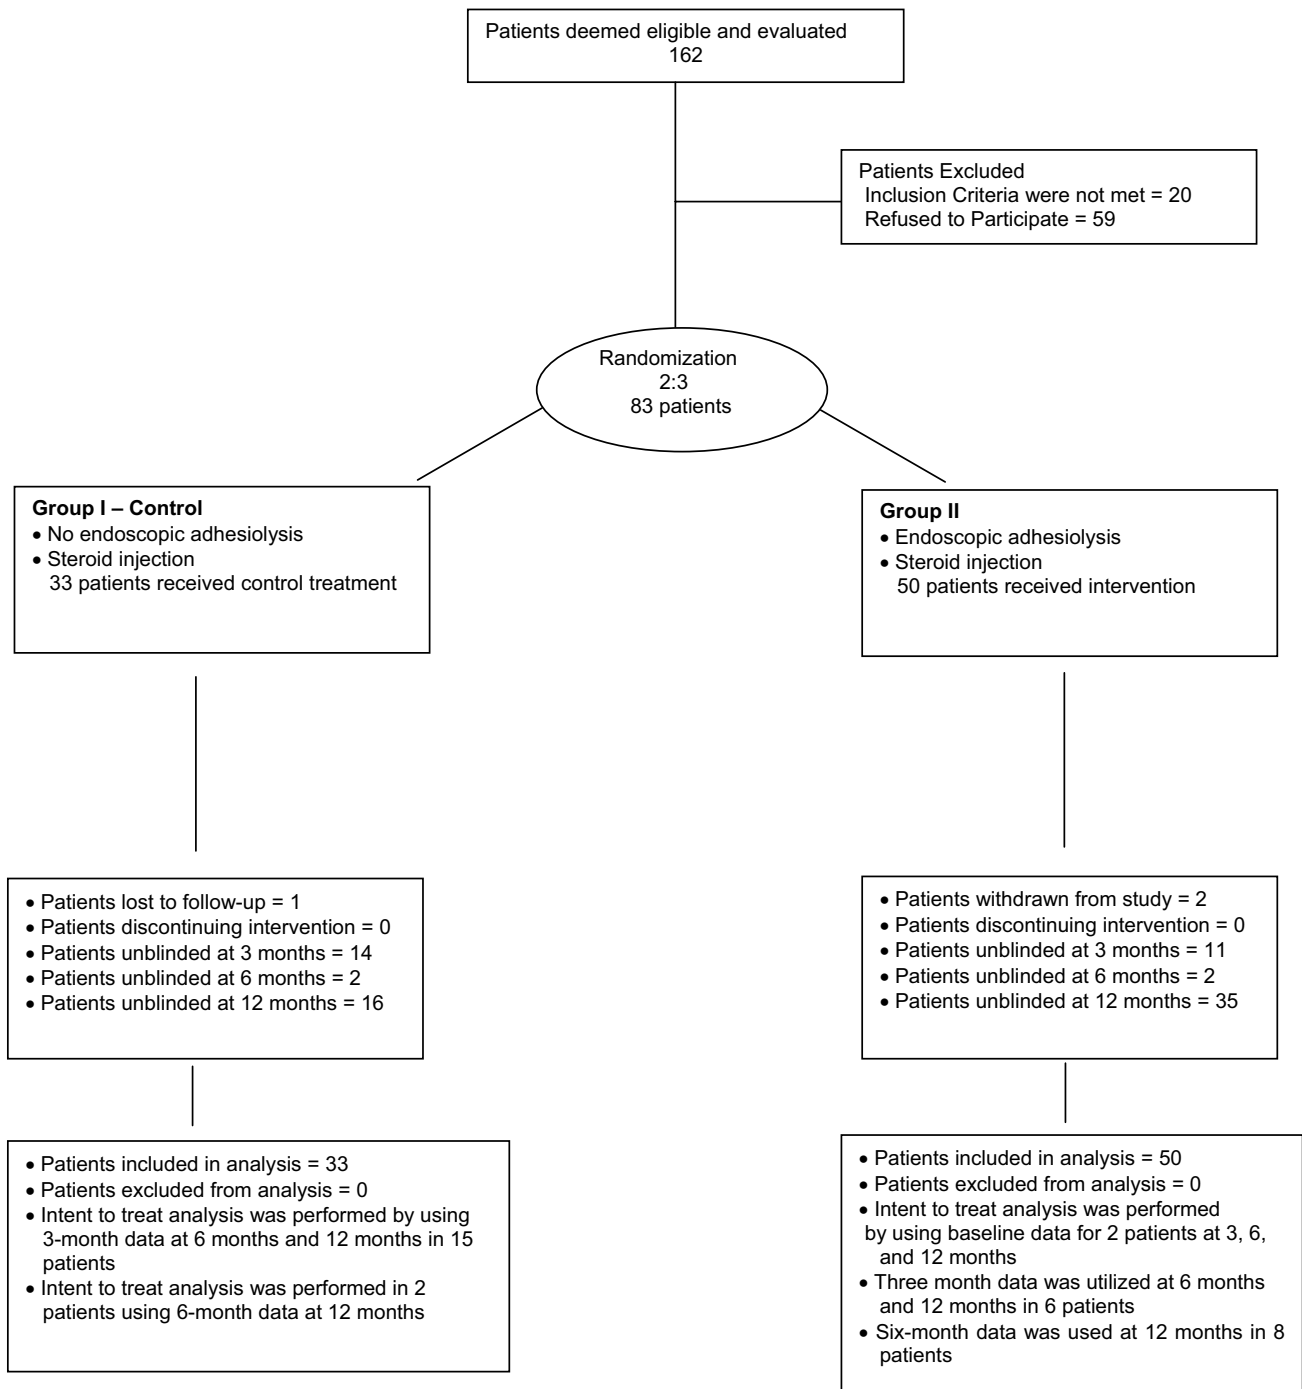 Patients deemed eligible and evaluated
162
Patients Excluded
Inclusion Criteria were not met = 20
Refused to Participate = 59
Randomization
2:3
83 patients
Group I – Control
• No endoscopic adhesiolysis
• Steroid injection
33 patients received control treatment
Group II
• Endoscopic adhesiolysis
• Steroid injection
50 patients received intervention
• Patients lost to follow-up = 1
• Patients discontinuing intervention = 0
• Patients unblinded at 3 months = 14
• Patients unblinded at 6 months = 2
• Patients unblinded at 12 months = 16
• Patients withdrawn from study = 2
• Patients discontinuing intervention = 0
• Patients unblinded at 3 months = 11
• Patients unblinded at 6 months = 2
• Patients unblinded at 12 months = 35
• Patients included in analysis = 33
• Patients excluded from analysis = 0
• Intent to treat analysis was performed by using
3-month data at 6 months and 12 months in 15
patients
• Intent to treat analysis was performed in 2
patients using 6-month data at 12 months
• Patients included in analysis = 50
• Patients excluded from analysis = 0
• Intent to treat analysis was performed
by using baseline data for 2 patients at 3, 6,
and 12 months
• Three month data was utilized at 6 months
and 12 months in 6 patients
• Six-month data was used at 12 months in 8
patients